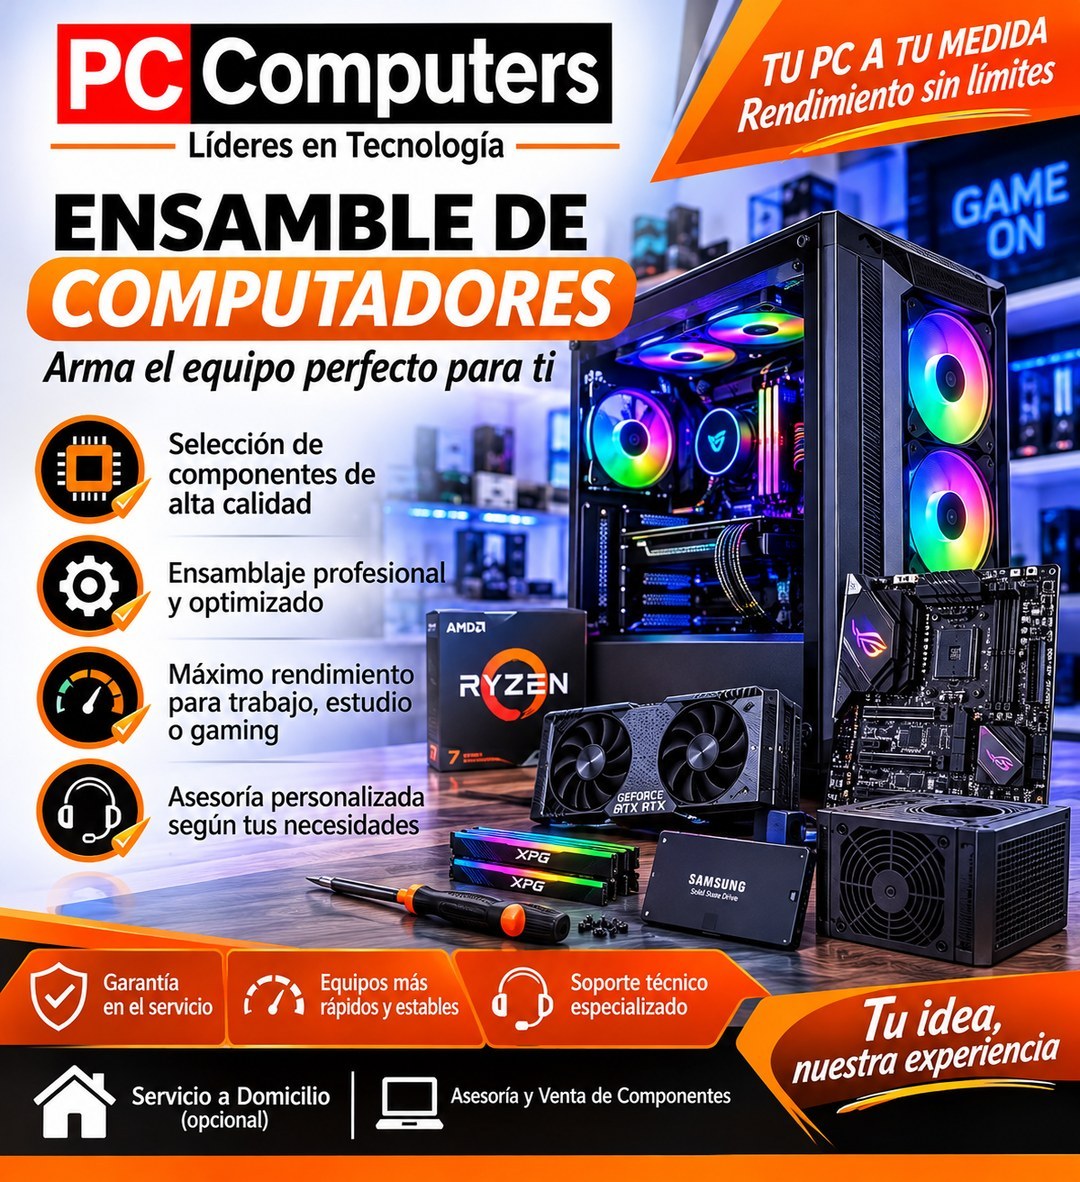 PC Computers
Líderes en Tecnología
TU PC A TU MEDIDA
Rendimiento sin límites
ENSAMBLE DE
COMPUTADORES
Arma el equipo perfecto para ti
GAME
ON
Selección de
componentes de
alta calidad
Ensamblaje profesional
y optimizado
Máximo rendimiento
para trabajo, estudio
o gaming
Asesoría personalizada
según tus necesidades
AMD
RYZEN
7
GEFORCE
RTX
XPG
XPG
SAMSUNG
Solid State Drive
Garantía
en el servicio
Equipos más
rápidos y estables
Soporte técnico
especializado
Tu idea,
nuestra experiencia
Servicio a Domicilio
(opcional)
Asesoría y Venta de Componentes